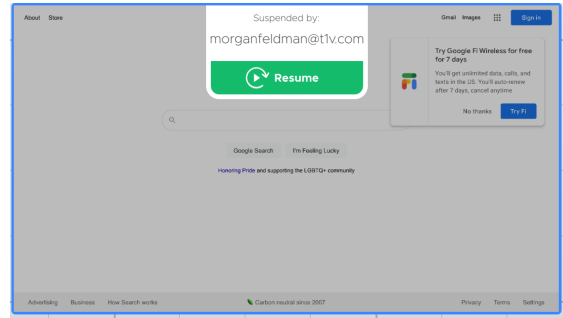 About Store
Suspended by:
morganfeldman@t1v.com
Resume
Gmail Images
Sign in
Try Google Fi Wireless for free
for 7 days
You'll get unlimited data, calls, and
texts in the US. You'll auto-renew
after 7 days, cancel anytime
No thanks
Try Fi
Google Search
I'm Feeling Lucky
Honoring Pride and supporting the LGBTQ+ community
Advertising Business How Search works
Carbon neutral since 2007
Privacy Terms Settings